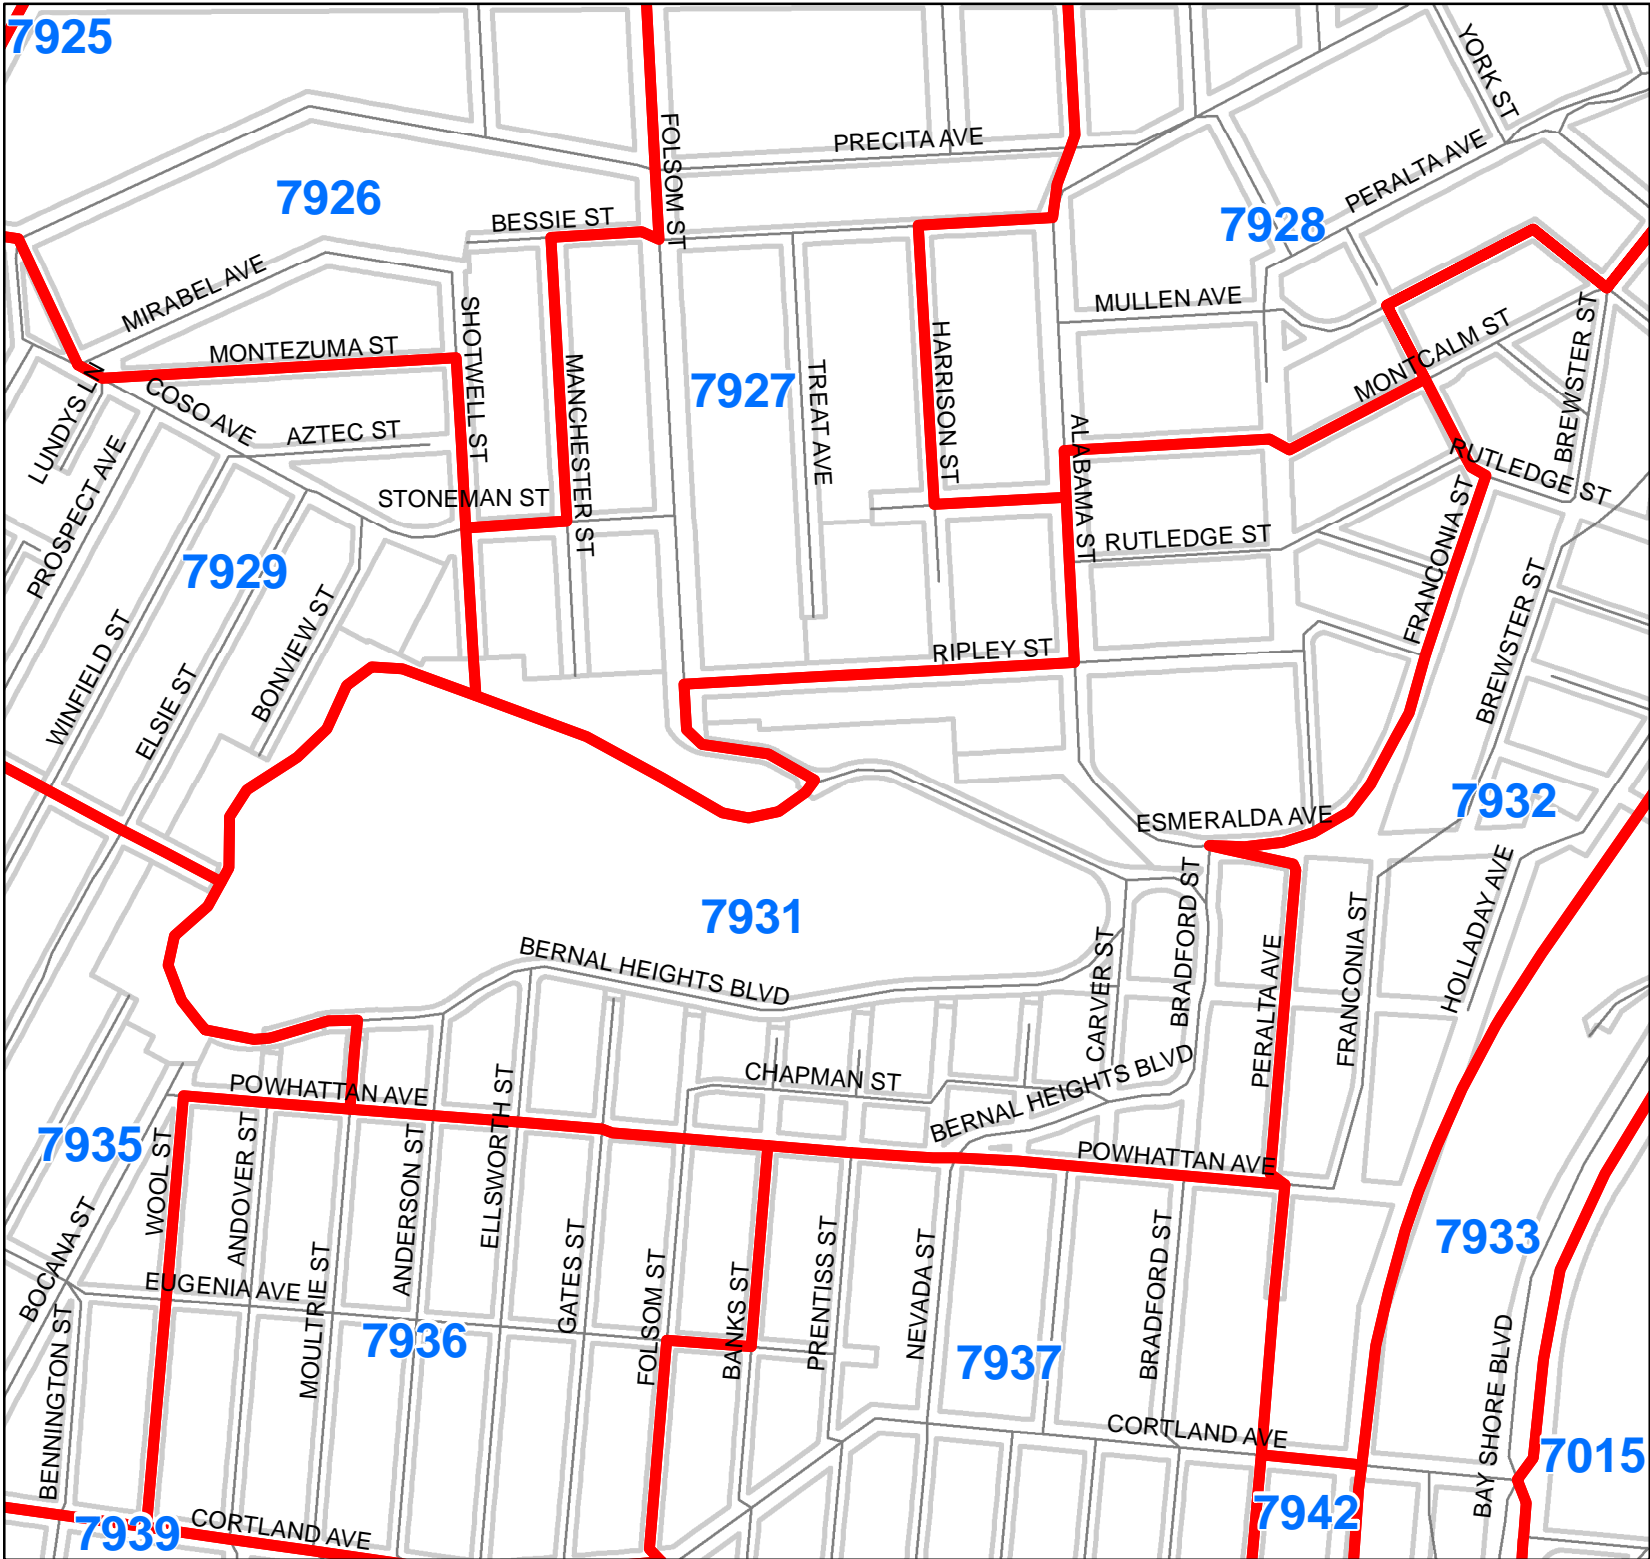 7925
YORK ST
FOLSOM ST
PRECITA AVE
PERALTA AVE
7926
BESSIE ST
7928
MIRABEL AVE
MULLEN AVE
MONTEZUMA ST
SHOTWELL ST
MANCHESTER ST
HARRISON ST
MONTCALM ST
BREWSTER ST
LUNDYS LN
COSO AVE
7927
TREAT AVE
AZTEC ST
ALABAMA ST
RUTLEDGE ST
PROSPECT AVE
STONEMAN ST
FRANCONIA ST
RUTLEDGE ST
7929
BREWSTER ST
WINFIELD ST
ELSIE ST
BONVIEW ST
RIPLEY ST
7932
ESMERALDA AVE
HOLLADAY AVE
7931
BRADFORD ST
FRANCONIA ST
BERNAL HEIGHTS BLVD
CARVER ST
PERALTA AVE
CHAPMAN ST
BERNAL HEIGHTS BLVD
POWHATTAN AVE
ELLSWORTH ST
7935
WOOL ST
ANDOVER ST
ANDERSON ST
POWHATTAN AVE
BOCANA ST
MOULTRIE ST
GATES ST
FOLSOM ST
BANKS ST
PRENTISS ST
NEVADA ST
BRADFORD ST
7933
EUGENIA AVE
7936
7937
BENNINGTON ST
BAY SHORE BLVD
CORTLAND AVE
7015
7942
7939
CORTLAND AVE